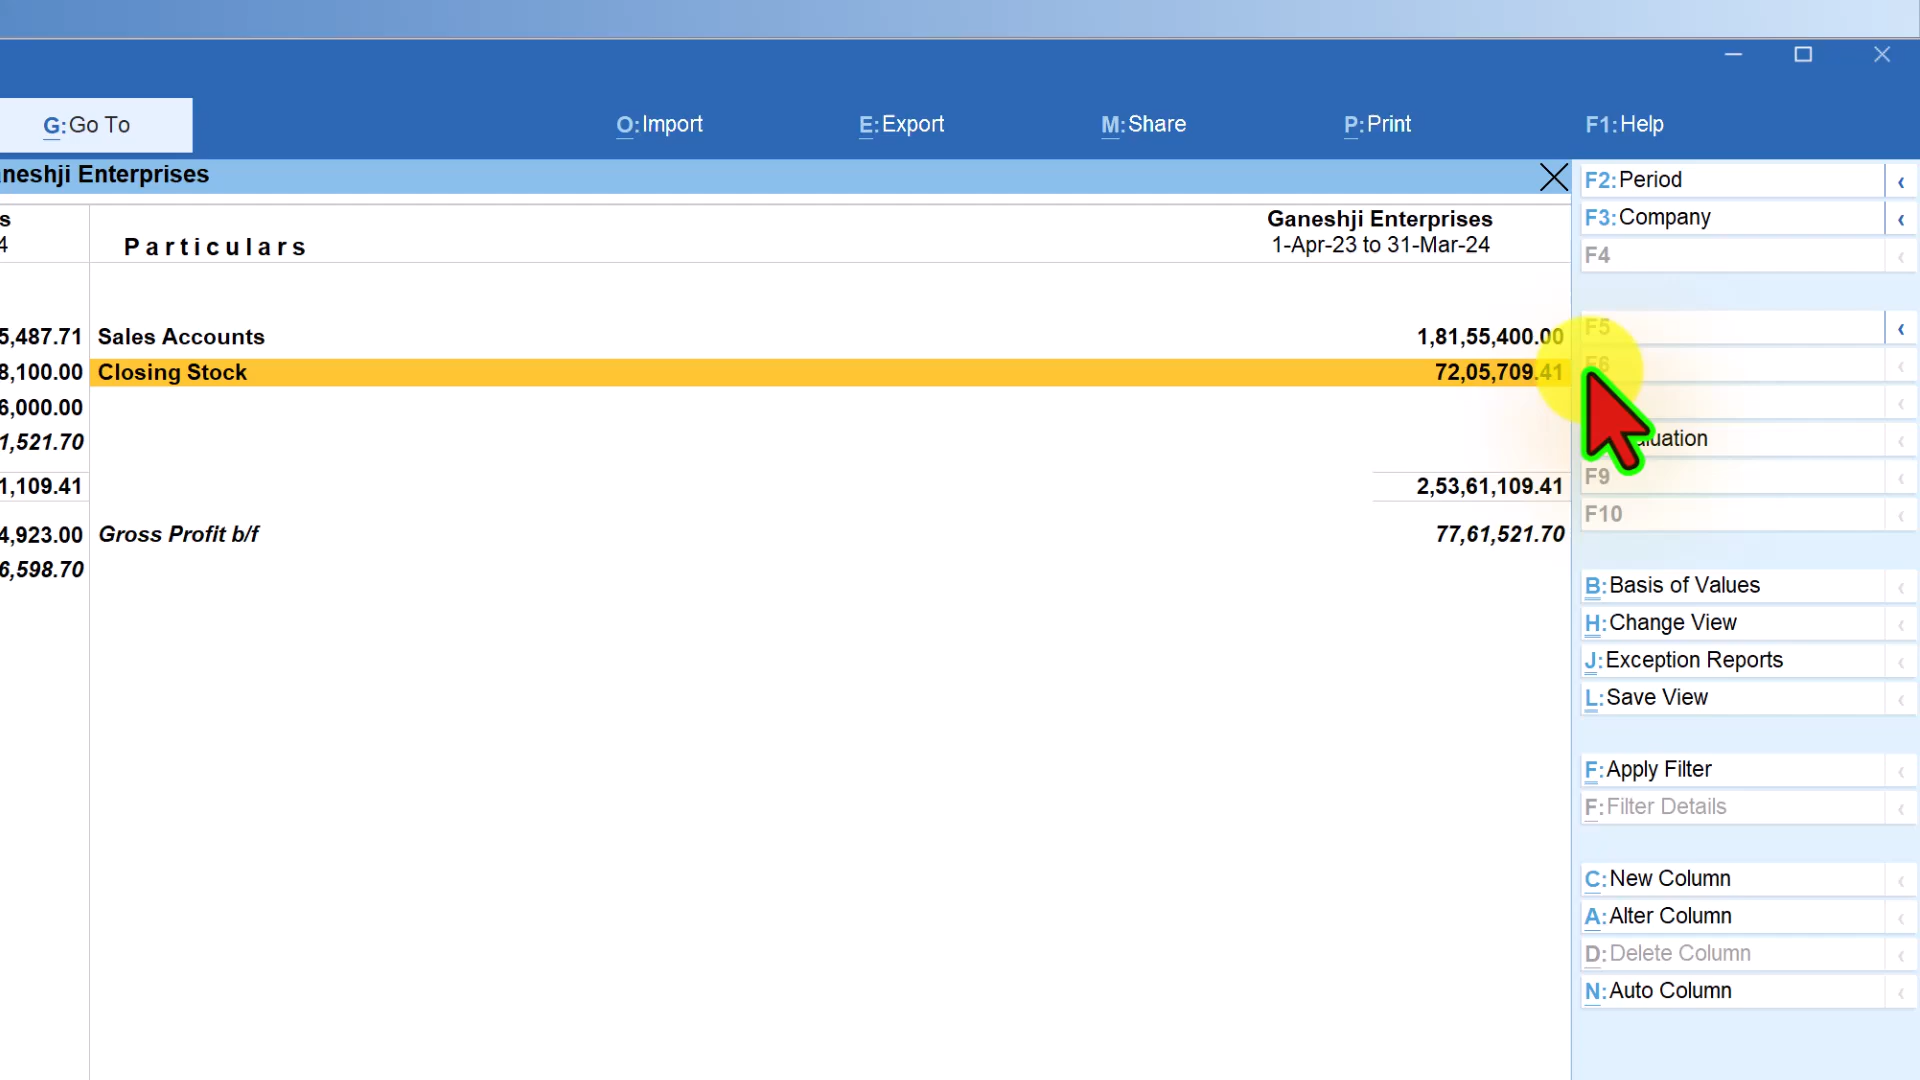 G:Go To
O:Import
E:Export
M:Share
P:Print
F1:Help
neshji Enterprises
F2:Period
F3:Company
F4
s
4
Particulars
Ganeshji Enterprises
1-Apr-23 to 31-Mar-24
5,487.71 Sales Accounts 1,81,55,400.00
8,100.00 Closing Stock 72,05,709.41
6,000.00
1,521.70
1,109.41 2,53,61,109.41
4,923.00 Gross Profit b/f 77,61,521.70
6,598.70
F5
F6
luation
F9
F10
B:Basis of Values
H:Change View
J:Exception Reports
L:Save View
F:Apply Filter
F:Filter Details
C:New Column
A:Alter Column
D:Delete Column
N:Auto Column